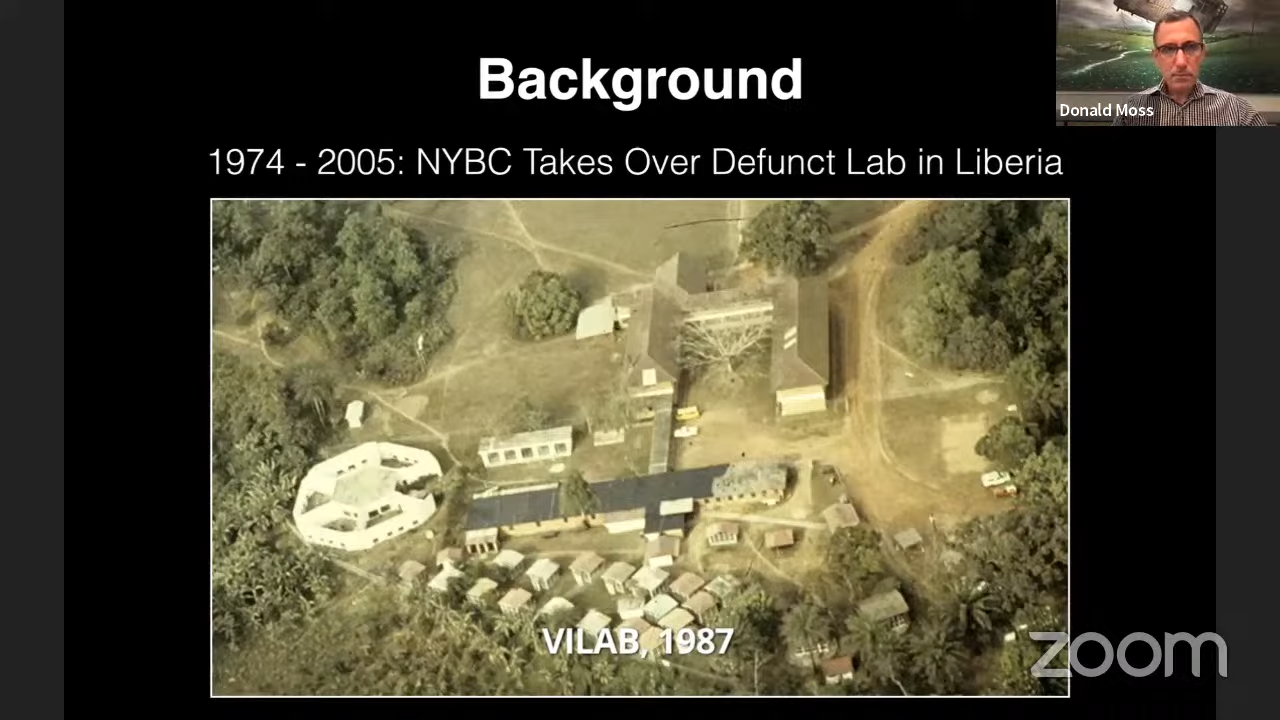 Background
Donald Moss
1974 - 2005: NYBC Takes Over Defunct Lab in Liberia
VILAB, 1987
zoom